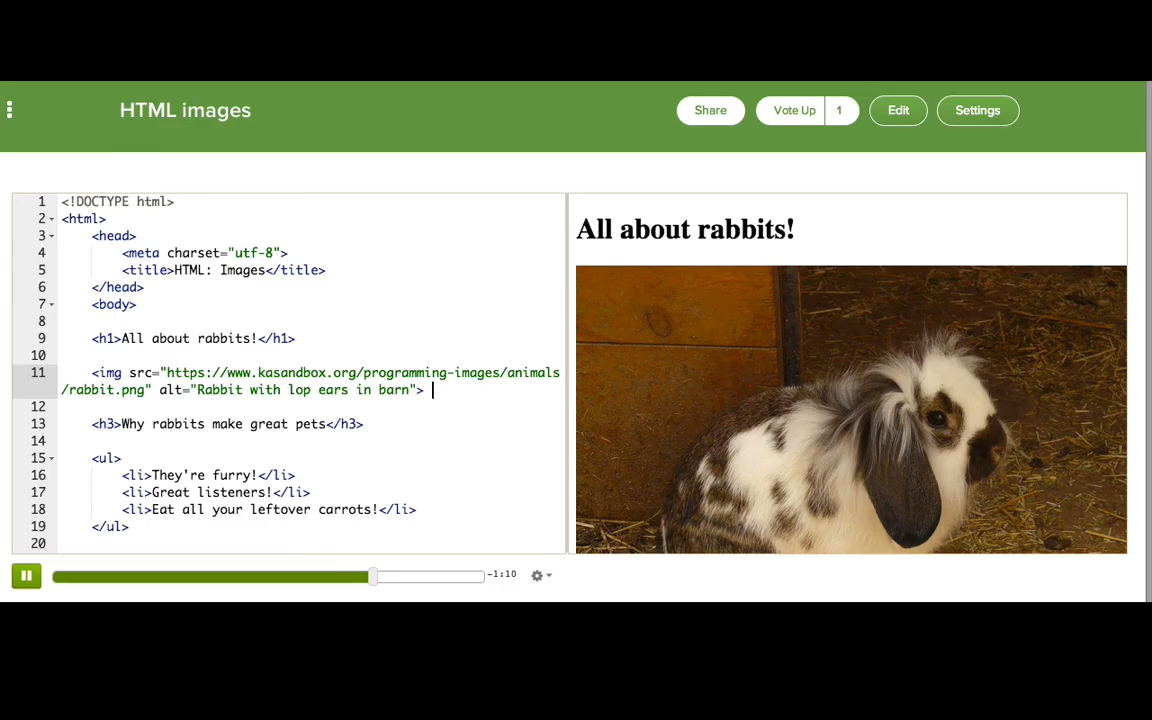 HTML images
Share
Vote Up 1
Edit
Settings
1 <!DOCTYPE html>
2 <html>
3 <head>
4 <meta charset="utf-8">
5 <title>HTML: Images</title>
6 </head>
7 <body>
8
9 <h1>All about rabbits!</h1>
10
11 <img src="https://www.kasandbox.org/programming-images/animals
/rabbit.png" alt="Rabbit with lop ears in barn">
12
13 <h3>Why rabbits make great pets</h3>
14
15 <ul>
16 <li>They're furry!</li>
17 <li>Great listeners!</li>
18 <li>Eat all your leftover carrots!</li>
19 </ul>
20
All about rabbits!
-1:10